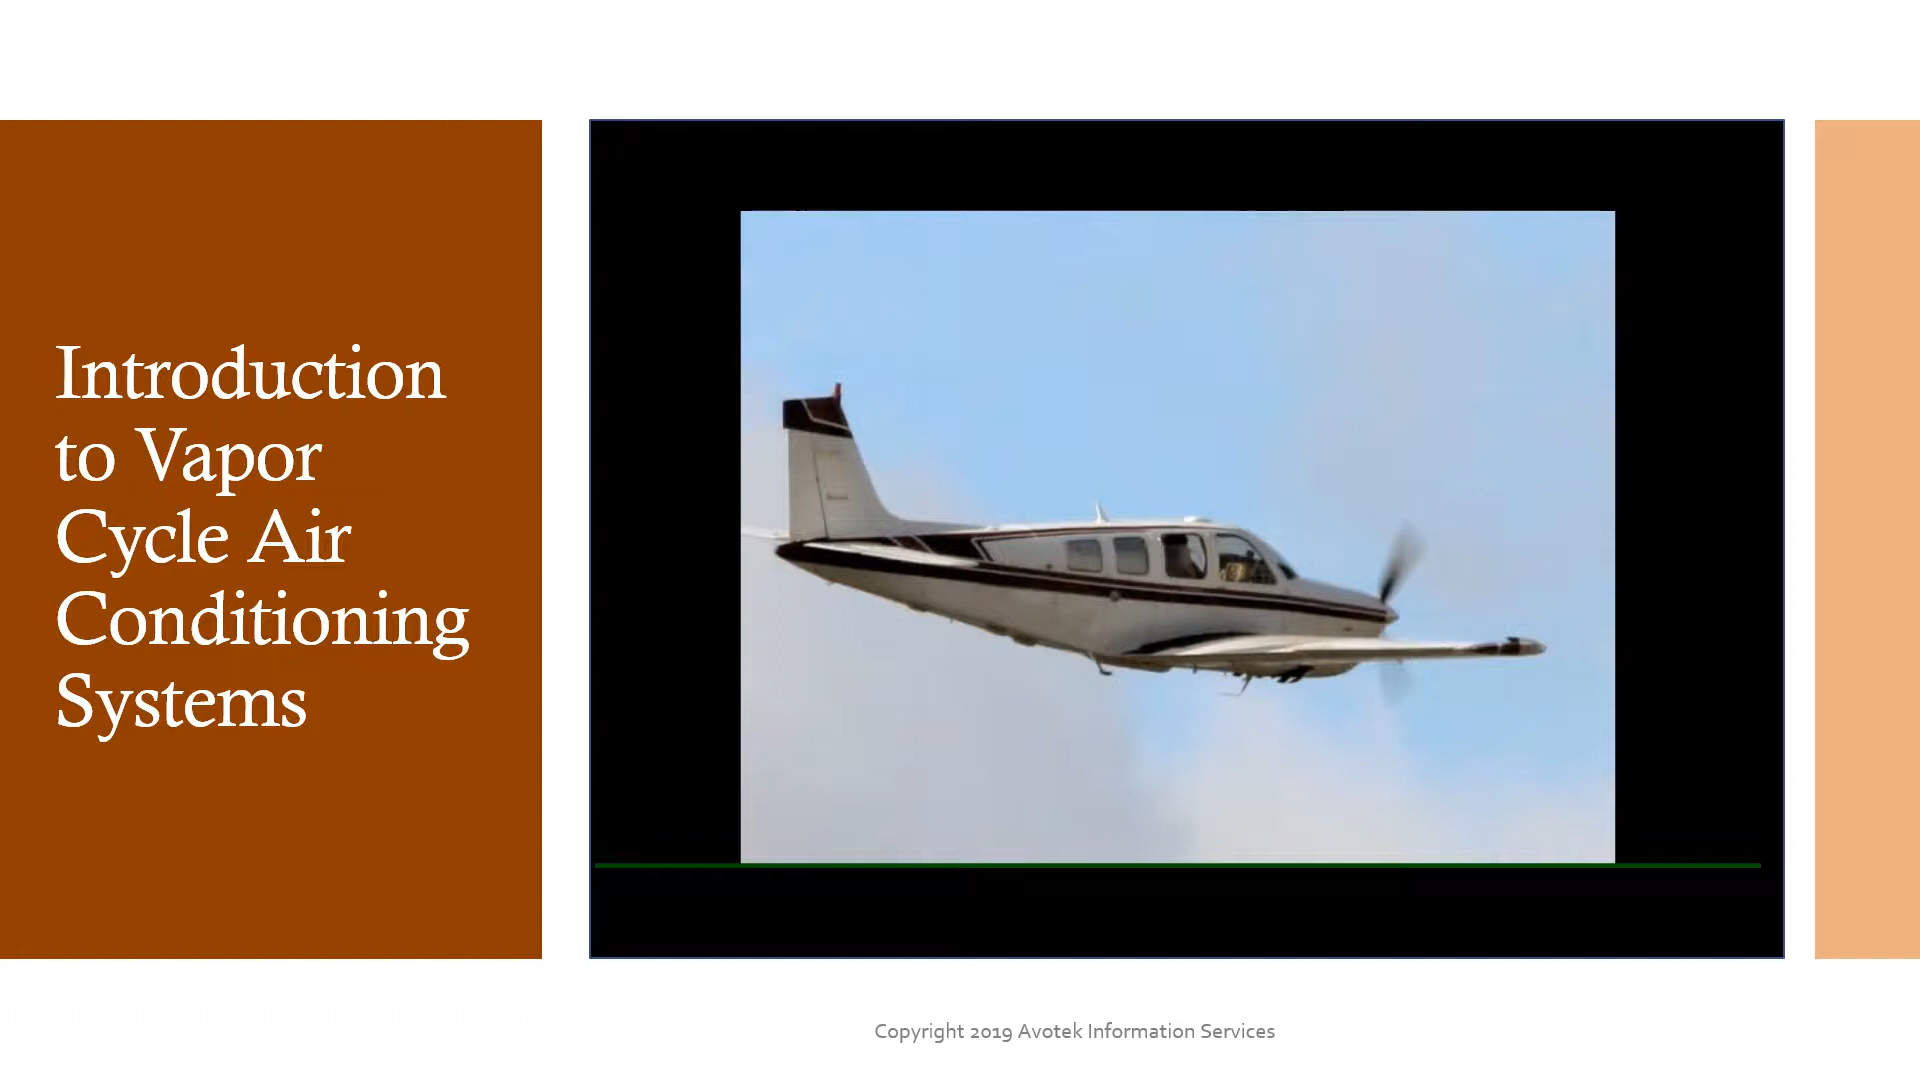 Introduction
to Vapor
Cycle Air
Conditioning
Systems
Copyright 2019 Avotek Information Services